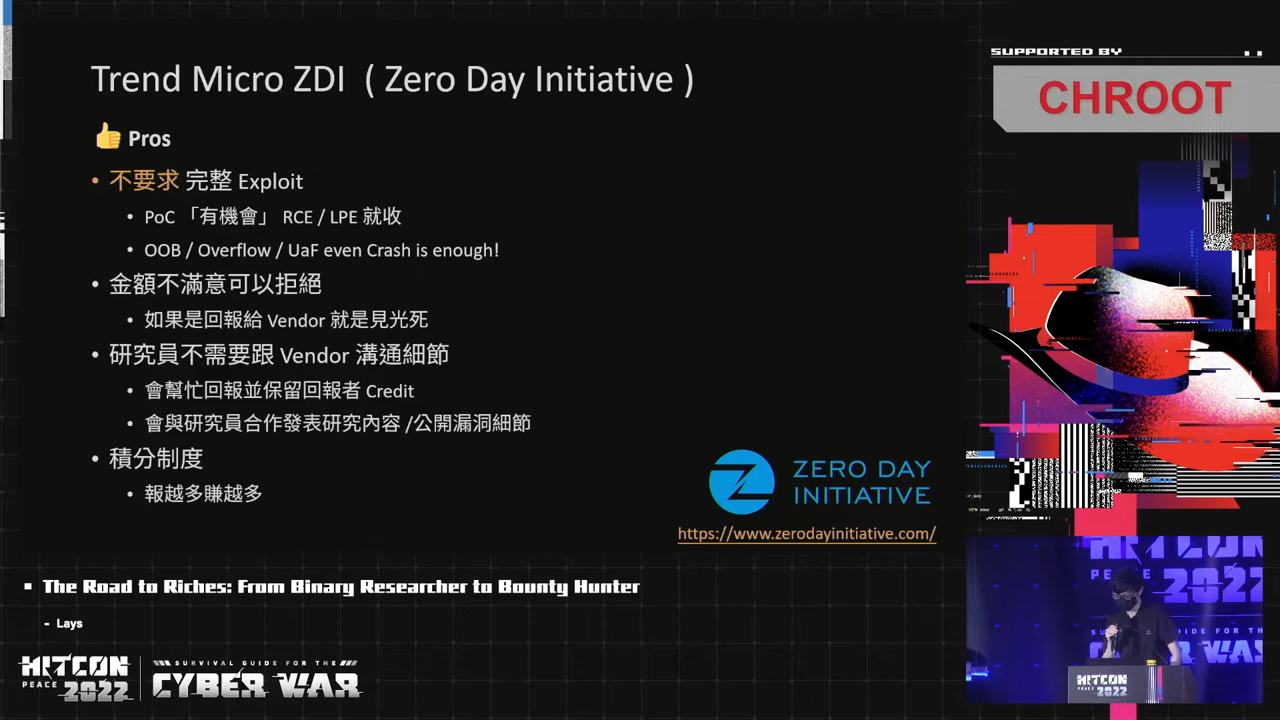 Trend Micro ZDI ( Zero Day Initiative )
👍 Pros
• 不要求 完整 Exploit
• PoC 「有機會」 RCE / LPE 就收
• OOB / Overflow / UaF even Crash is enough!
• 金額不滿意可以拒絕
• 如果是回報給 Vendor 就是見光死
• 研究員不需要跟 Vendor 溝通細節
• 會幫忙回報並保留回報者 Credit
• 會與研究員合作發表研究內容 /公開漏洞細節
• 積分制度
• 報越多賺越多
ZERO DAY
INITIATIVE
https://www.zerodayinitiative.com/
SUPPORTED BY
CHROOT
The Road to Riches: From Binary Researcher to Bounty Hunter
- Lays
HITCON
PEACE 2022
SURVIVAL GUIDE FOR THE
CYBER WAR
HITCON
PEACE
2022
HITCON
PEACE
2022